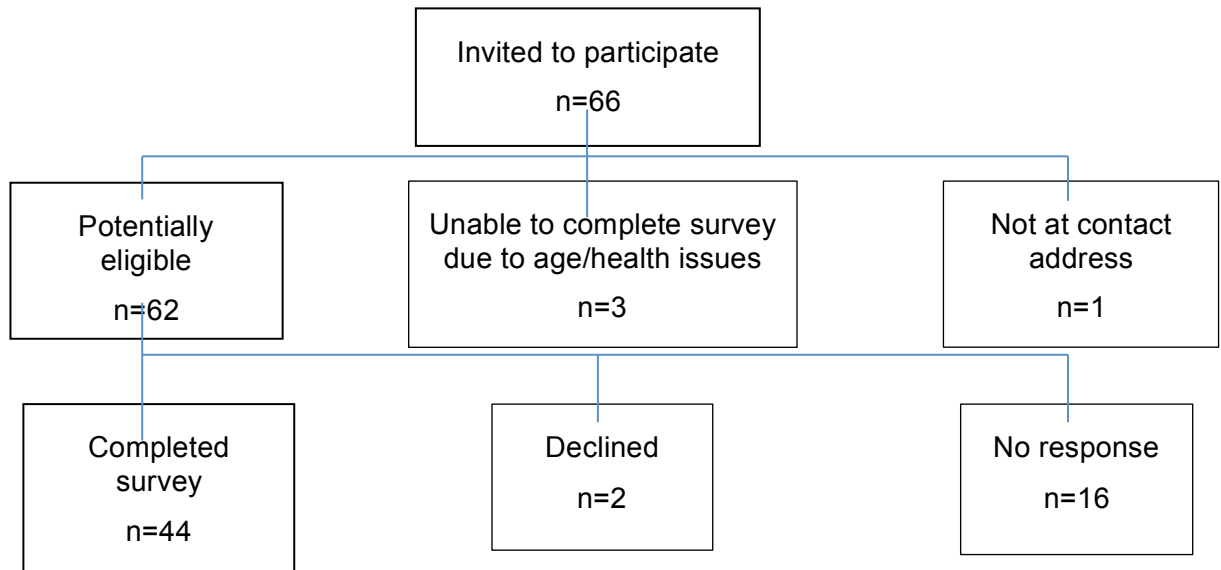 Invited to participate
n=66
Potentially
eligible
n=62
Unable to complete survey
due to age/health issues
n=3
Not at contact
address
n=1
Completed
survey
n=44
Declined
n=2
No response
n=16